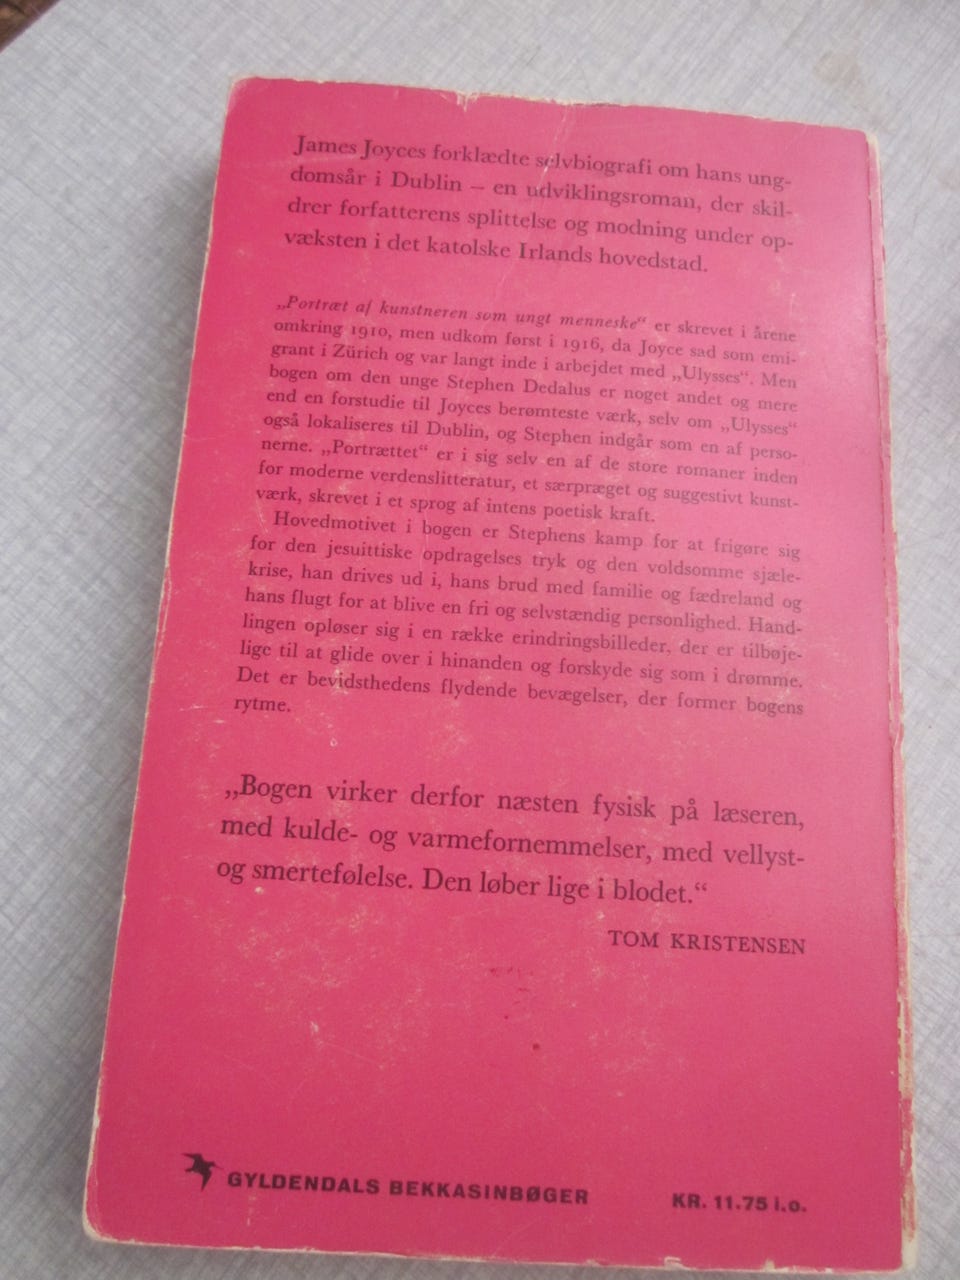 James Joyces forklædte selvbiografi om hans ung-
domsår i Dublin – en udviklingsroman, der skil-
drer forfatterens splittelse og modning under op-
væksten i det katolske Irlands hovedstad.
„Portræt af kunstneren som ungt menneske“ er skrevet i årene
omkring 1910, men udkom først i 1916, da Joyce sad som emi-
grant i Zürich og var langt inde i arbejdet med „Ulysses“. Men
bogen om den unge Stephen Dedalus er noget andet og mere
end en forstudie til Joyces berømteste værk, selv om „Ulysses“
også lokaliseres til Dublin, og Stephen indgår som en af perso-
nerne. „Portrættet“ er i sig selv en af de store romaner inden
for moderne verdenslitteratur, et særpræget og suggestivt kunst-
værk, skrevet i et sprog af intens poetisk kraft.
Hovedmotivet i bogen er Stephens kamp for at frigøre sig
for den jesuittiske opdragelses tryk og den voldsomme sjæle-
krise, han drives ud i, hans brud med familie og fædreland og
hans flugt for at blive en fri og selvstændig personlighed. Hand-
lingen opløser sig i en række erindringsbilleder, der er tilbøje-
lige til at glide over i hinanden og forskyde sig som i drømme.
Det er bevidsthedens flydende bevægelser, der former bogens
rytme.
„Bogen virker derfor næsten fysisk på læseren,
med kulde- og varmefornemmelser, med vellyst-
og smertefølelse. Den løber lige i blodet.“
TOM KRISTENSEN
GYLDENDALS BEKKASINBØGER
KR. 11.75 i.o.